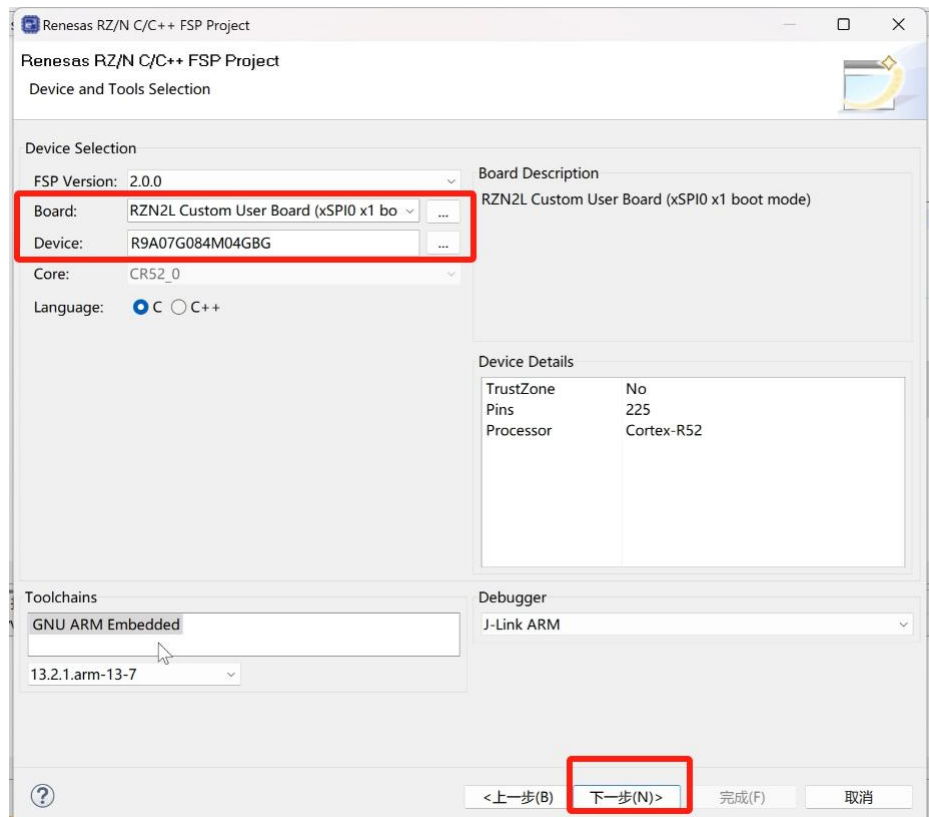 Renesas RZ/N C/C++ FSP Project
Renesas RZ/N C/C++ FSP Project
Device and Tools Selection
Device Selection
FSP Version: 2.0.0
Board: RZN2L Custom User Board (xSPI0 x1 bo ...
Device: R9A07G084M04GBG ...
Core: CR52_0
Language: C C++
Board Description
RZN2L Custom User Board (xSPI0 x1 boot mode)
Device Details
TrustZone No
Pins 225
Processor Cortex-R52
Toolchains
GNU ARM Embedded
13.2.1.arm-13-7
Debugger
J-Link ARM
?
<上一步(B)
下一步(N)>
完成(F)
取消